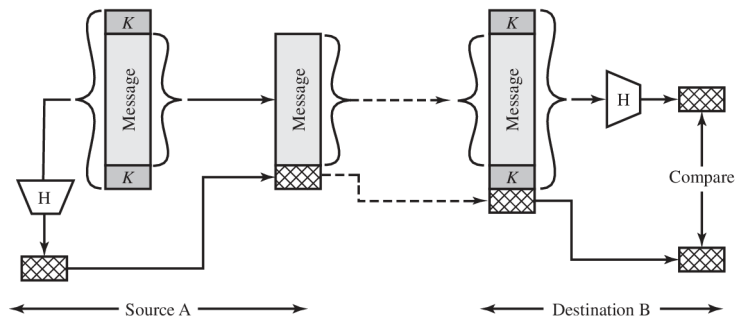 K
K
Message
Message
Message
H
K
K
H
Compare
Source A
Destination B